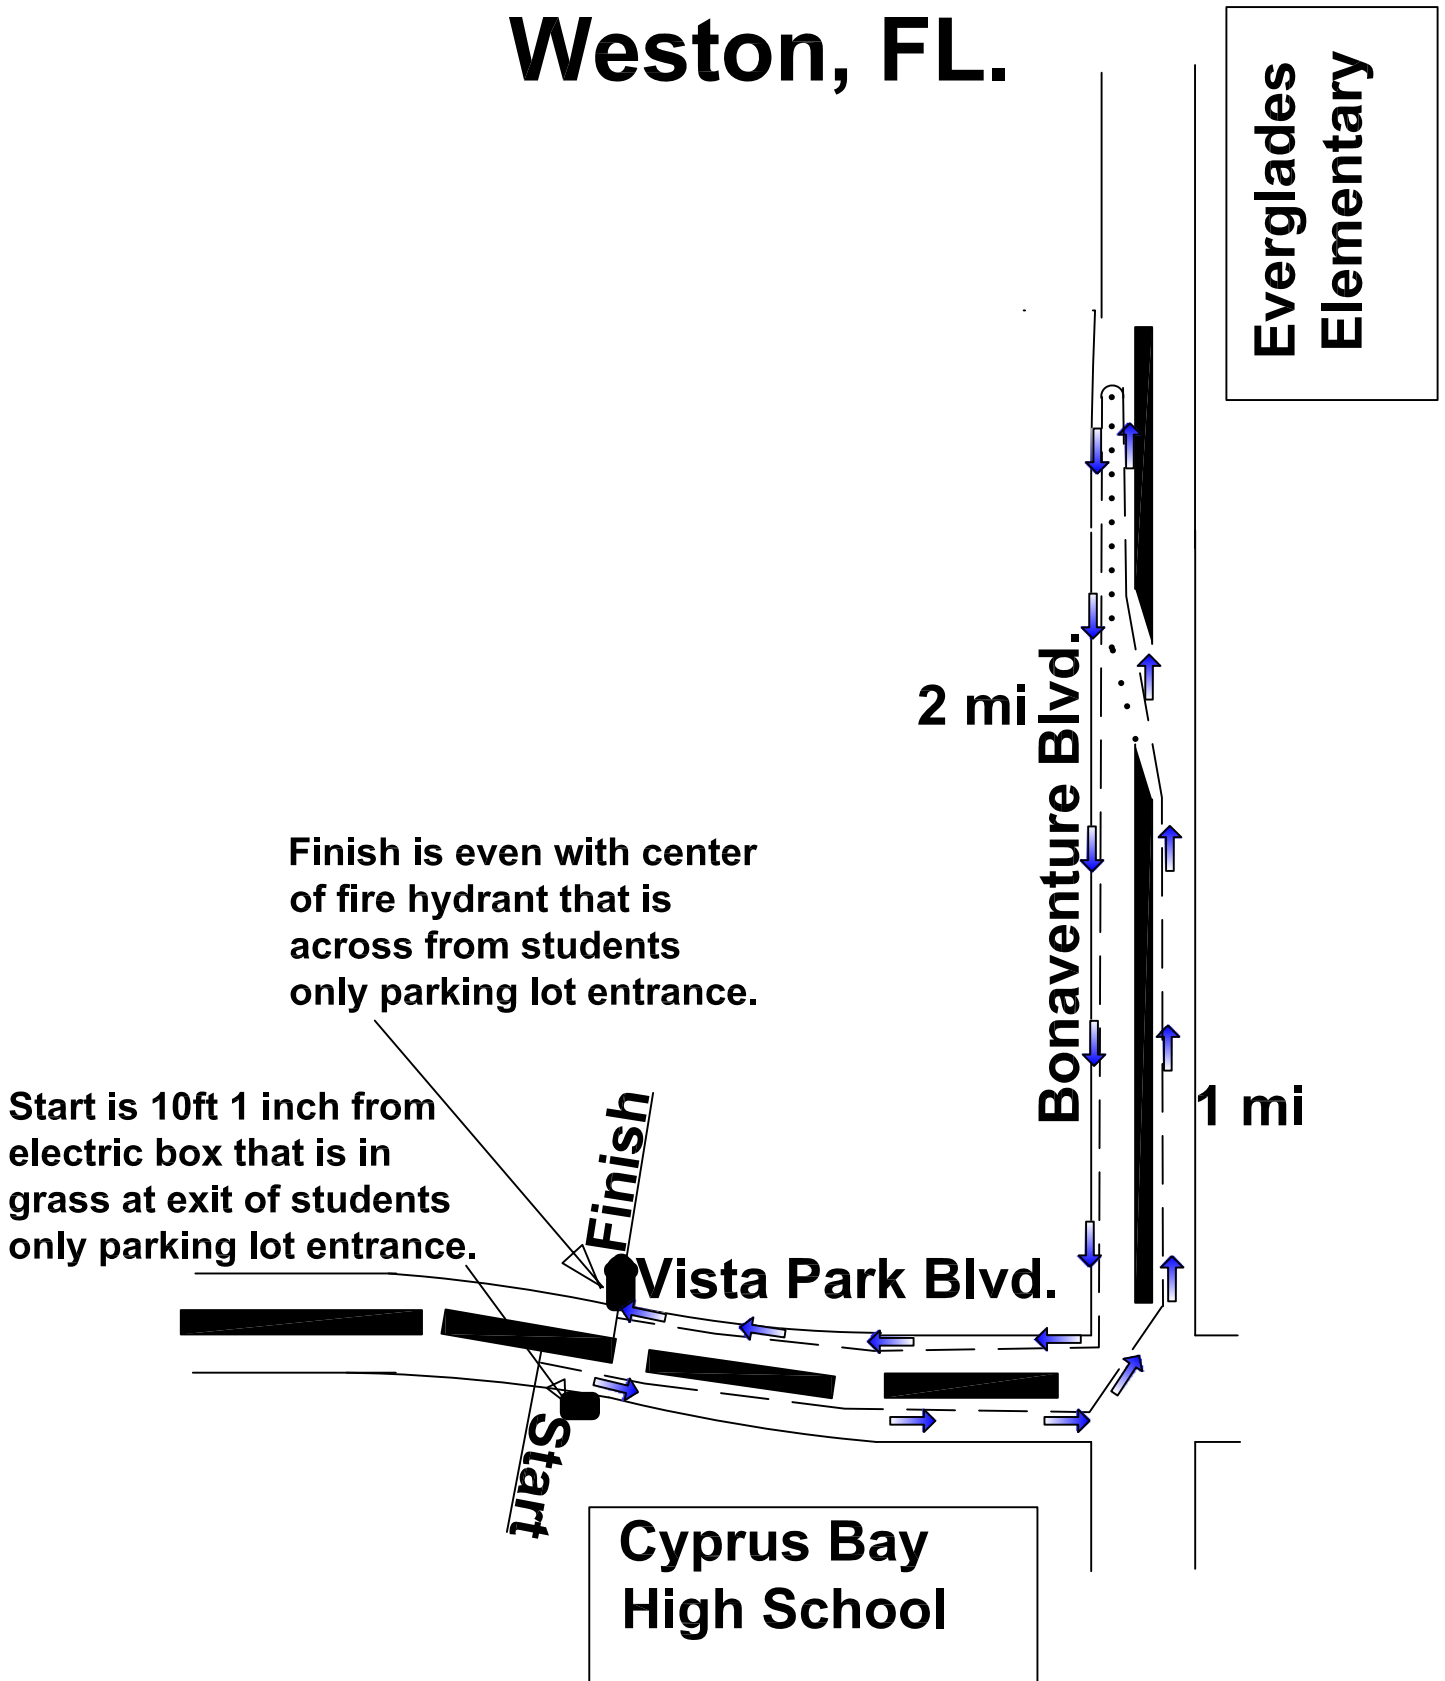 Weston, FL.
Everglades
Elementary
2 mi
Bonaventure Blvd.
Finish is even with center
of fire hydrant that is
across from students
only parking lot entrance.
Start is 10ft 1 inch from
electric box that is in
grass at exit of students
only parking lot entrance.
1 mi
Finish
Vista Park Blvd.
Start
Cyprus Bay
High School